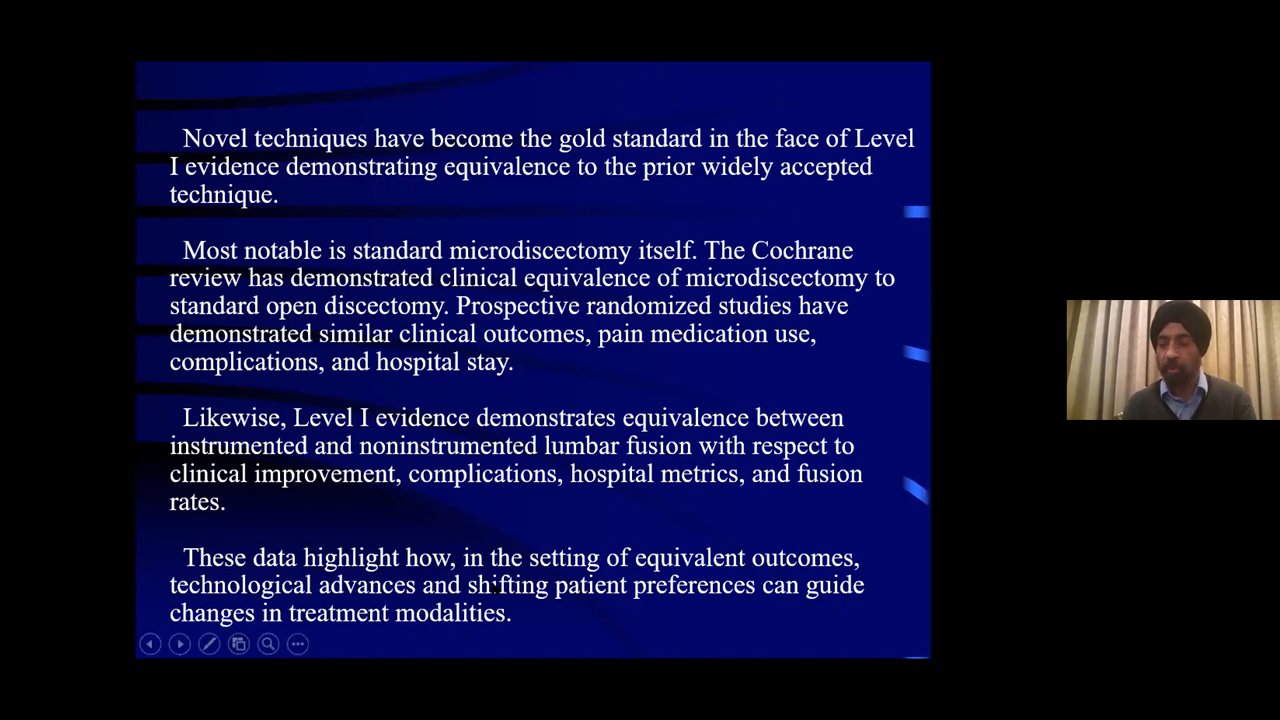 Novel techniques have become the gold standard in the face of Level
I evidence demonstrating equivalence to the prior widely accepted
technique.
Most notable is standard microdiscectomy itself. The Cochrane
review has demonstrated clinical equivalence of microdiscectomy to
standard open discectomy. Prospective randomized studies have
demonstrated similar clinical outcomes, pain medication use,
complications, and hospital stay.
Likewise, Level I evidence demonstrates equivalence between
instrumented and noninstrumented lumbar fusion with respect to
clinical improvement, complications, hospital metrics, and fusion
rates.
These data highlight how, in the setting of equivalent outcomes,
technological advances and shifting patient preferences can guide
changes in treatment modalities.